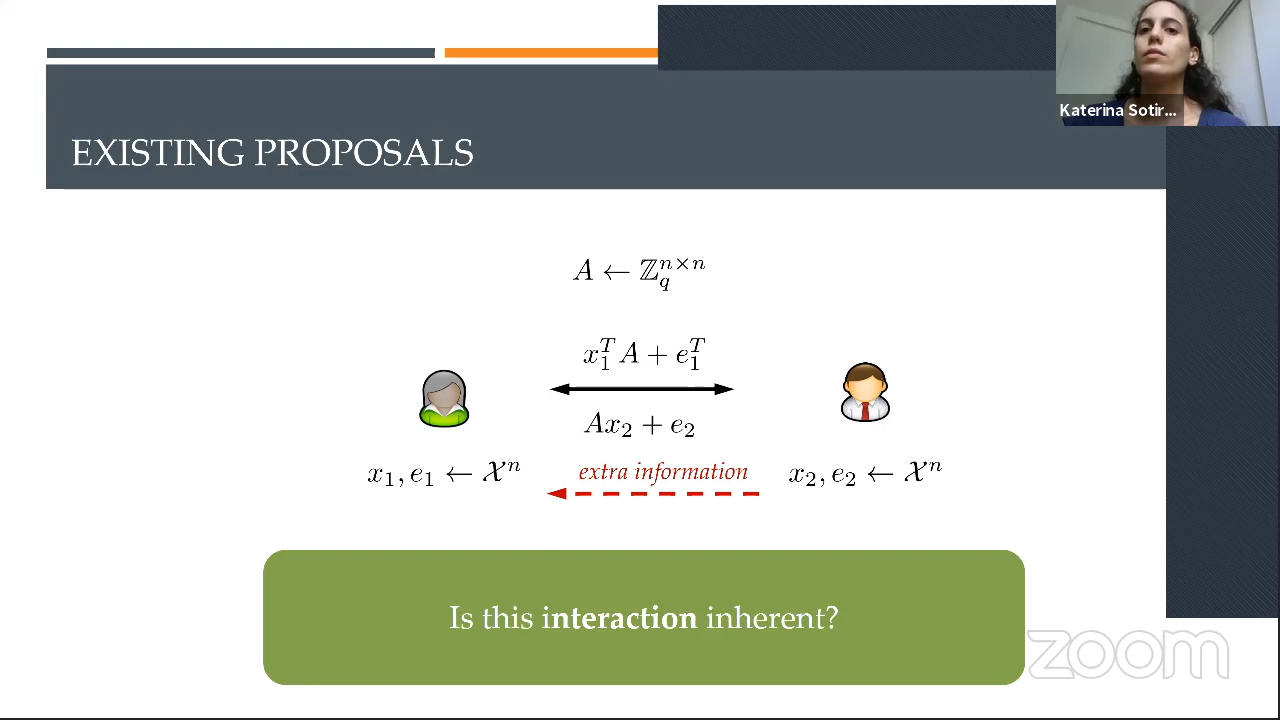 Katerina Sotir...
EXISTING PROPOSALS
A ← ℤ_q^{n×n}
x_1^T A + e_1^T
Ax_2 + e_2
x_1, e_1 ← 𝒳^n
extra information
x_2, e_2 ← 𝒳^n
Is this interaction inherent?
zoom